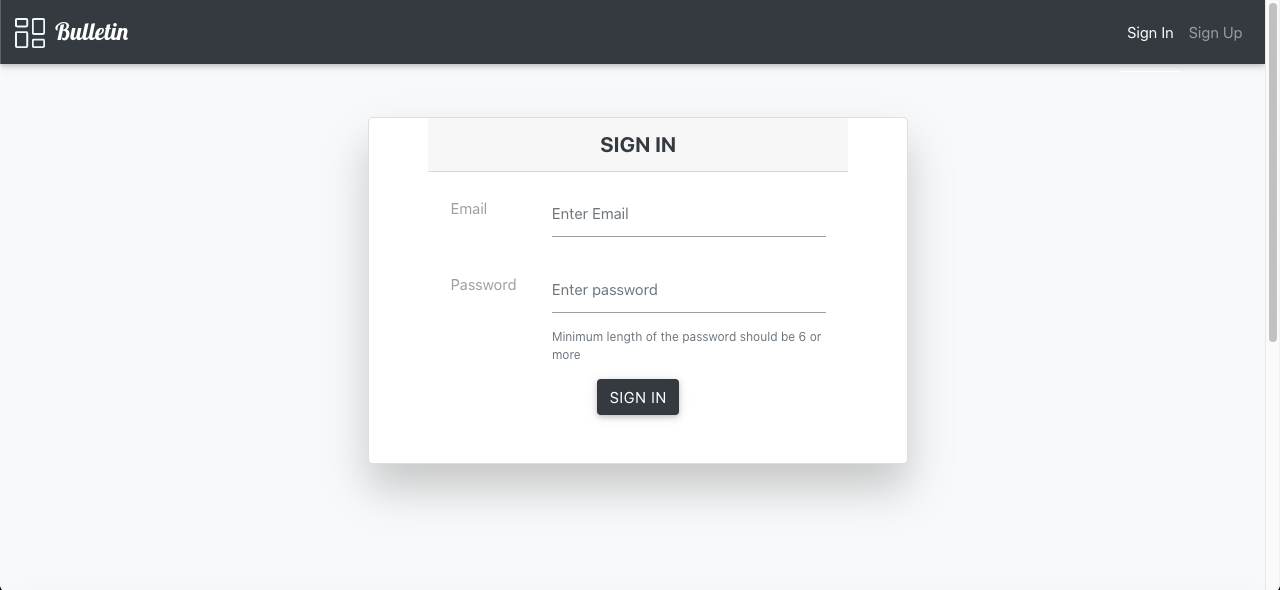 Bulletin
Sign In
Sign Up
SIGN IN
Email
Enter Email
Password
Enter password
Minimum length of the password should be 6 or
more
SIGN IN